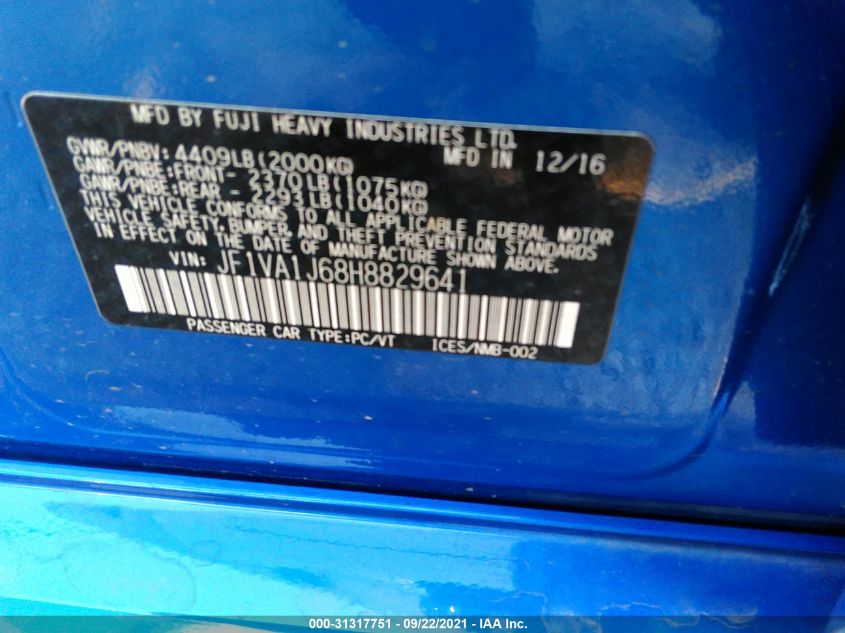 MFD BY FUJI HEAVY INDUSTRIES LTD.
MFD IN 12/16
GVWR/PNBV: 4409LB(2000KG)
GAWR/PNBE:FRONT- 2370LB(1075KG)
GAWR/PNBE:REAR - 2293LB(1040KG)
THIS VEHICLE CONFORMS TO ALL APPLICABLE FEDERAL MOTOR
VEHICLE SAFETY, BUMPER, AND THEFT PREVENTION STANDARDS
IN EFFECT ON THE DATE OF MANUFACTURE SHOWN ABOVE.
VIN: JF1VA1J68H8829641
PASSENGER CAR TYPE:PC/VT ICES/NMB-002
000-31317751 - 09/22/2021 - IAA Inc.